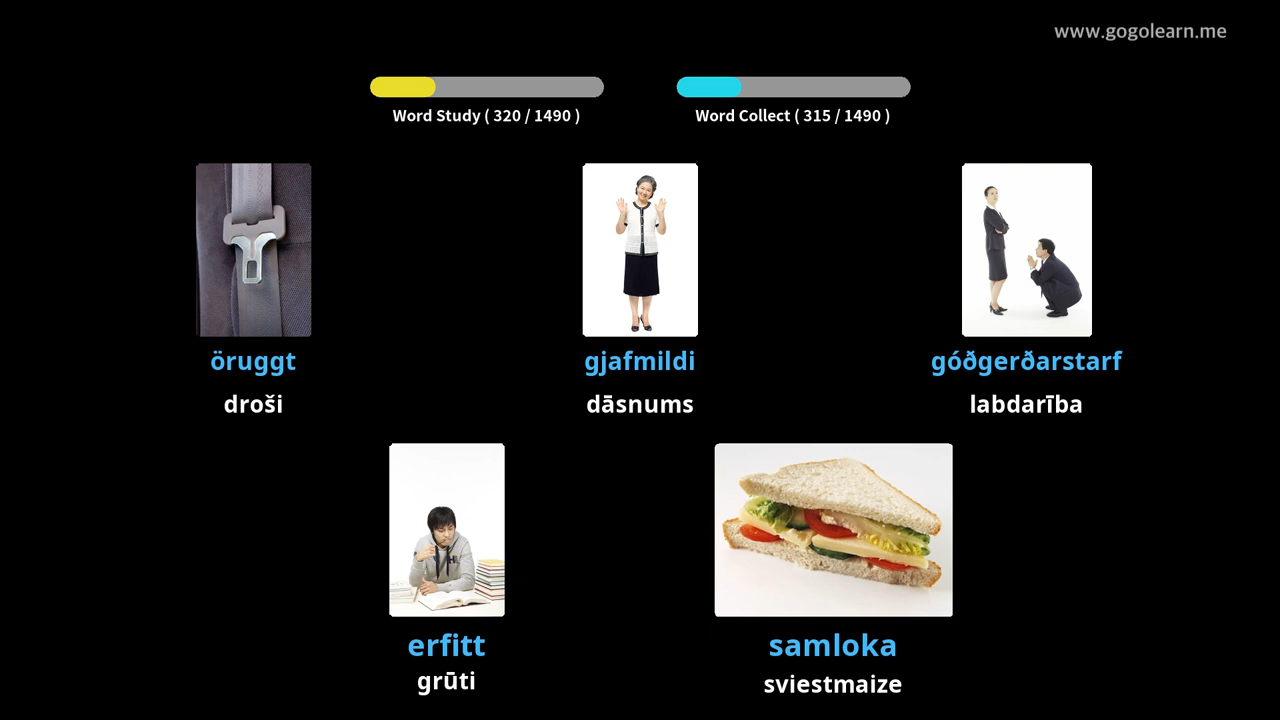 www.gogolearn.me
Word Study ( 320 / 1490 )
Word Collect ( 315 / 1490 )
öruggt
gjafmildi
góðgerðarstarf
droši
dāsnums
labdarība
erfitt
samloka
grūti
sviestmaize